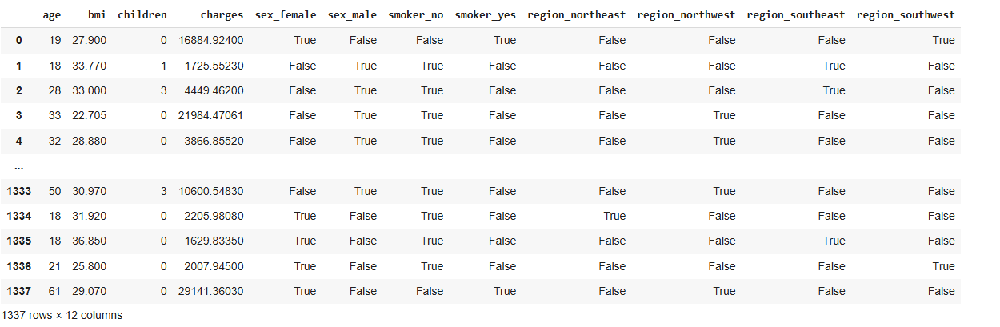 age bmi children charges sex_female sex_male smoker_no smoker_yes region_northeast region_northwest region_southeast region_southwest
0 19 27.900 0 16884.92400 True False False True False False False True
1 18 33.770 1 1725.55230 False True True False False False True False
2 28 33.000 3 4449.46200 False True True False False False True False
3 33 22.705 0 21984.47061 False True True False False True False False
4 32 28.880 0 3866.85520 False True True False False True False False
... ... ... ... ... ... ... ... ... ... ... ... ...
1333 50 30.970 3 10600.54830 False True True False False True False False
1334 18 31.920 0 2205.98080 True False True False True False False False
1335 18 36.850 0 1629.83350 True False True False False False True False
1336 21 25.800 0 2007.94500 True False True False False False False True
1337 61 29.070 0 29141.36030 True False False True False True False False
1337 rows × 12 columns